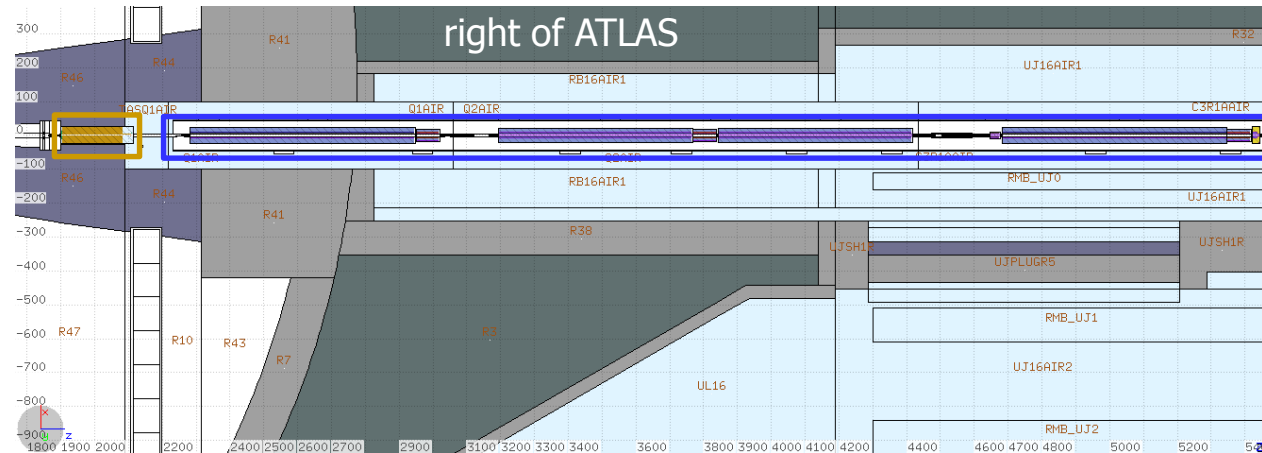 right of ATLAS
300
R41
R32
R44
200
R46
RB16AIR1
UJ16AIR1
100
Q1AIR
Q2AIR
C3R1AAIR
0
-100
R46
RB16AIR1
RMB_UJ0
-200
R44
UJ16AIR1
R41
-300
R38
UJSH1R
UJSH1R
-400
UJPLUGR5
-500
R47
R10
R43
RMB_UJ1
-600
R7
-700
UJ16AIR2
UL16
-800
RMB_UJ2
-900
x
z
1800 1900 2000 2200 2400 2500 2600 2700 2900 3100 3200 3300 3400 3600 3800 3900 4000 4100 4200 4400 4600 4700 4800 5000 5200